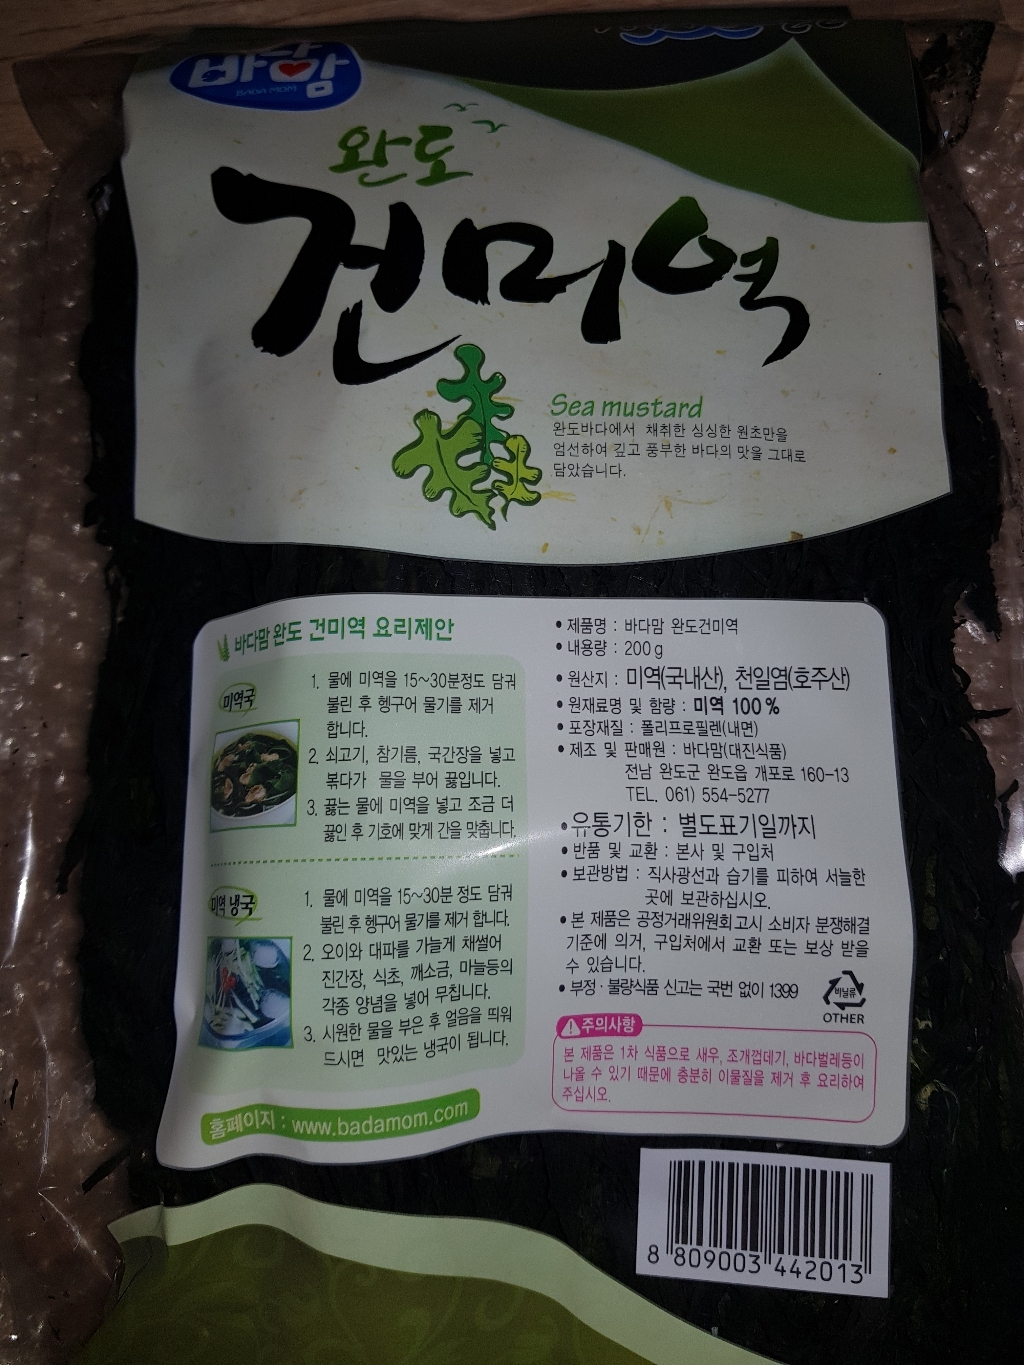 바다맘
BADA MOM
완도
건미역
Sea mustard
완도바다에서 채취한 싱싱한 원초만을
엄선하여 깊고 풍부한 바다의 맛을 그대로
담았습니다.
바다맘 완도 건미역 요리제안
미역국
1. 물에 미역을 15~30분정도 담궈
불린 후 헹구어 물기를 제거
합니다.
2. 쇠고기, 참기름, 국간장을 넣고
볶다가 물을 부어 끓입니다.
3. 끓는 물에 미역을 넣고 조금 더
끓인 후 기호에 맞게 간을 맞춥니다.
미역 냉국
1. 물에 미역을 15~30분 정도 담궈
불린 후 헹구어 물기를 제거 합니다.
2. 오이와 대파를 가늘게 채썰어
진간장, 식초, 깨소금, 마늘등의
각종 양념을 넣어 무칩니다.
3. 시원한 물을 부은 후 얼음을 띄워
드시면 맛있는 냉국이 됩니다.
홈페이지 : www.badamom.com
• 제품명 : 바다맘 완도건미역
• 내용량 : 200g
• 원산지 : 미역(국내산), 천일염(호주산)
• 원재료명 및 함량 : 미역 100%
• 포장재질 : 폴리프로필렌(내면)
• 제조 및 판매원 : 바다맘(대진식품)
전남 완도군 완도읍 개포로 160-13
TEL. 061) 554-5277
• 유통기한 : 별도표기일까지
• 반품 및 교환 : 본사 및 구입처
• 보관방법 : 직사광선과 습기를 피하여 서늘한
곳에 보관하십시오.
• 본 제품은 공정거래위원회 고시 소비자 분쟁해결
기준에 의거, 구입처에서 교환 또는 보상 받을
수 있습니다.
• 부정·불량식품 신고는 국번 없이 1399
비닐류
OTHER
주의사항
본 제품은 1차 식품으로 새우, 조개껍데기, 바다벌레등이
나올 수 있기 때문에 충분히 이물질을 제거 후 요리하여
주십시오.
8 809003 442013